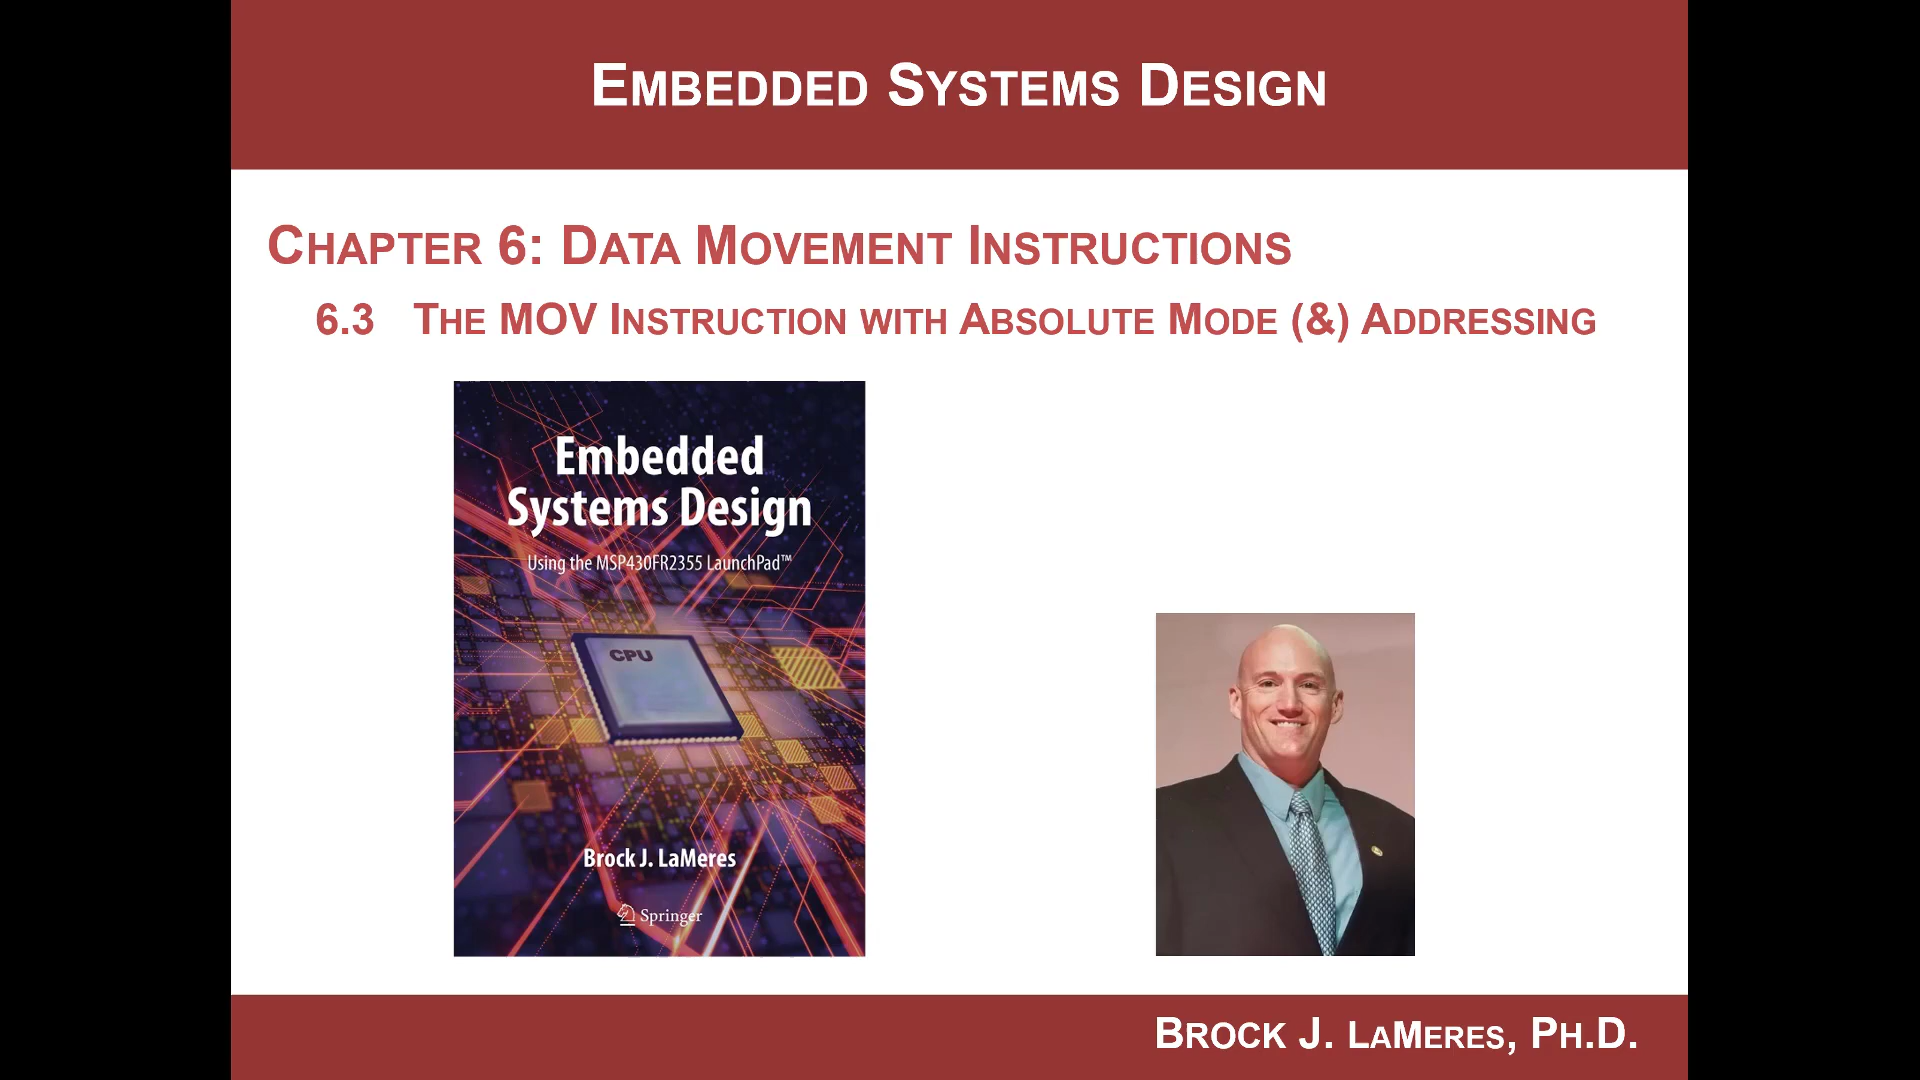 EMBEDDED SYSTEMS DESIGN
CHAPTER 6: DATA MOVEMENT INSTRUCTIONS
6.3 THE MOV INSTRUCTION WITH ABSOLUTE MODE (&) ADDRESSING
Embedded
Systems Design
Using the MSP430FR2355 LaunchPad™
CPU
Brock J. LaMeres
Springer
BROCK J. LAMERES, PH.D.